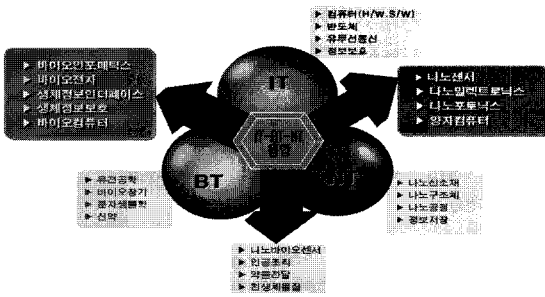 ▶ 컴퓨터(H/W,S/W)
▶ 반도체
▶ 유무선통신
▶ 정보보호
▶ 바이오인포메틱스
▶ 바이오전자
▶ 생체정보인터페이스
▶ 생체정보보호
▶ 바이오컴퓨터
IT
▶ 나노센서
▶ 나노일렉트로닉스
▶ 나노포토닉스
▶ 양자컴퓨터
IT-BT-NT
융합
BT
NT
▶ 유전공학
▶ 바이오장기
▶ 분자생물학
▶ 신약
▶ 나노신소재
▶ 나노구조체
▶ 나노공정
▶ 정보저장
▶ 나노바이오센서
▶ 인공조직
▶ 약물전달
▶ 친생체물질